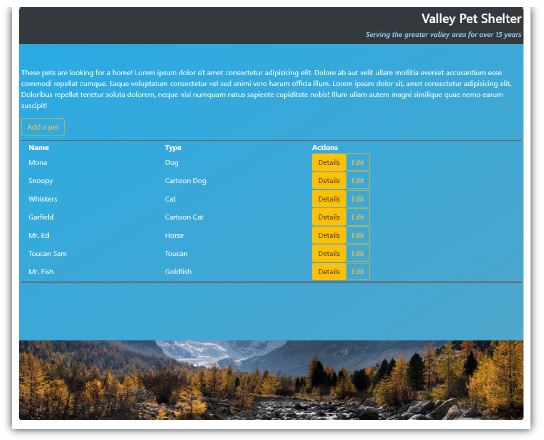 Valley Pet Shelter
Serving the greater valley area for over 15 years
These pets are looking for a home! Lorem ipsum dolor sit amet consectetur adipisicing elit. Dolore ab aut velit ullam mollitia eveniet accusantium esse
commodi repellat cumque. Eaque voluptatum consectetur vel sed animi vero harum officia illum. Lorem ipsum dolor, sit amet consectetur adipisicing elit.
Doloribus repellat tenetur soluta dolorem, neque nisi numquam natus sapiente cupiditate nobis! Illum ullam autem magni similique quae nemo earum
suscipit!
Add a pet
Name Type Actions
Mona Dog Details Edit
Snoopy Cartoon Dog Details Edit
Whiskers Cat Details Edit
Garfield Cartoon Cat Details Edit
Mr. Ed Horse Details Edit
Toucan Sam Toucan Details Edit
Mr. Fish Goldfish Details Edit